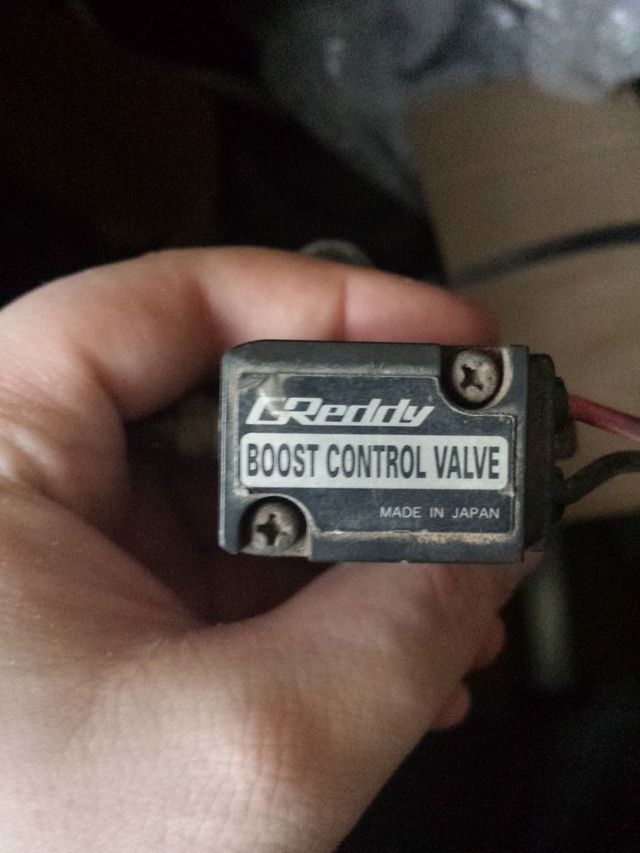 GReddy
BOOST CONTROL VALVE
MADE IN JAPAN